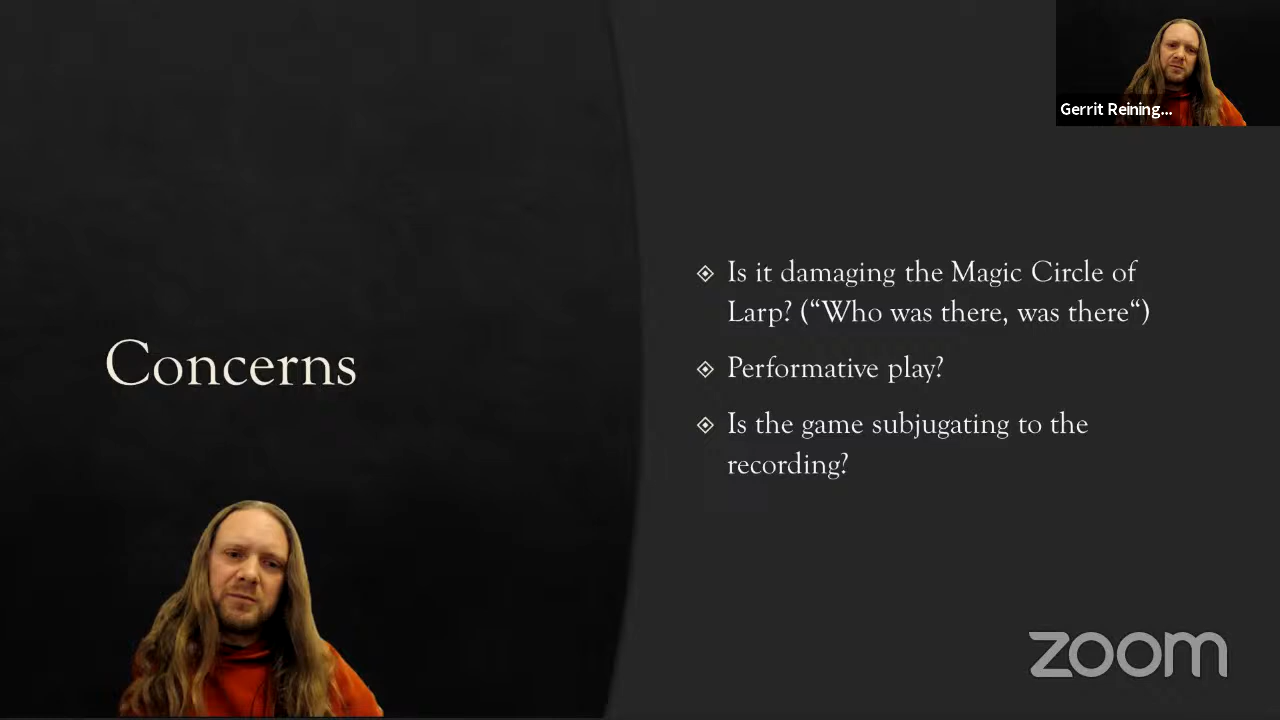 Gerrit Reining...
Concerns
Is it damaging the Magic Circle of
Larp? (“Who was there, was there“)
Performative play?
Is the game subjugating to the
recording?
zoom